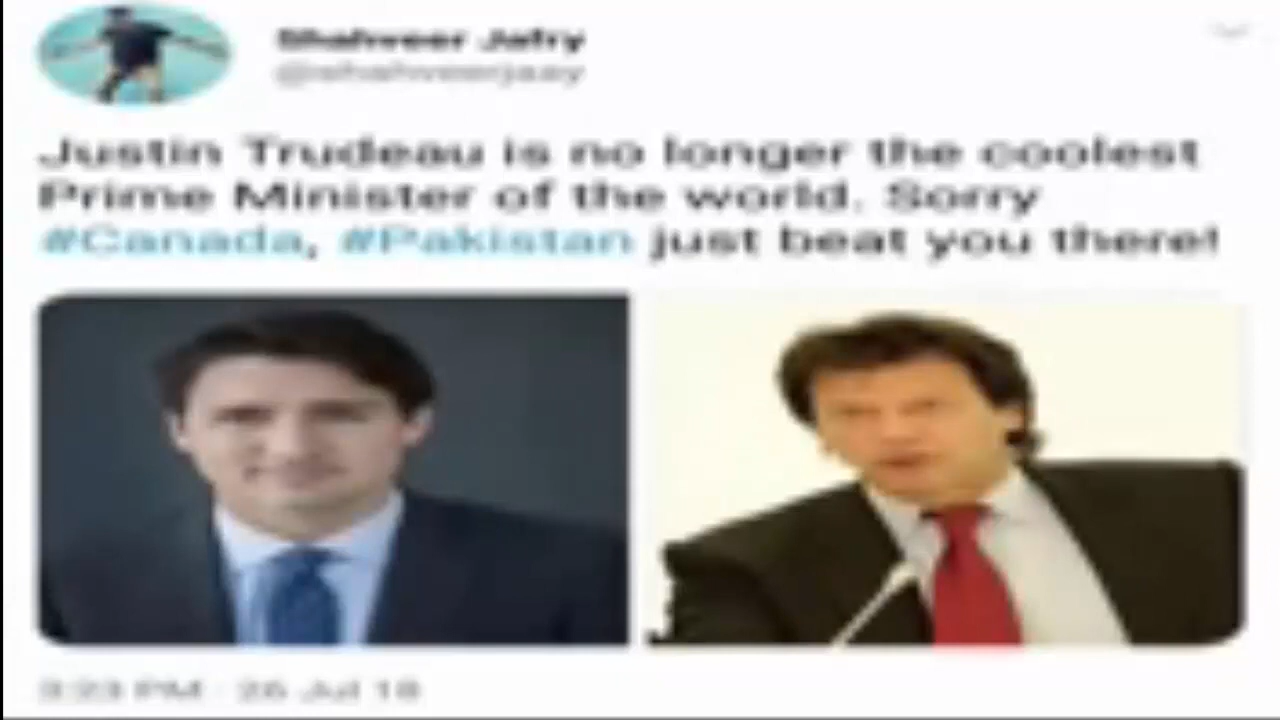 Shahveer Jafry
@shahveerjaay
Justin Trudeau is no longer the coolest
Prime Minister of the world. Sorry
#Canada, #Pakistan just beat you there!
3:23 PM · 26 Jul 18